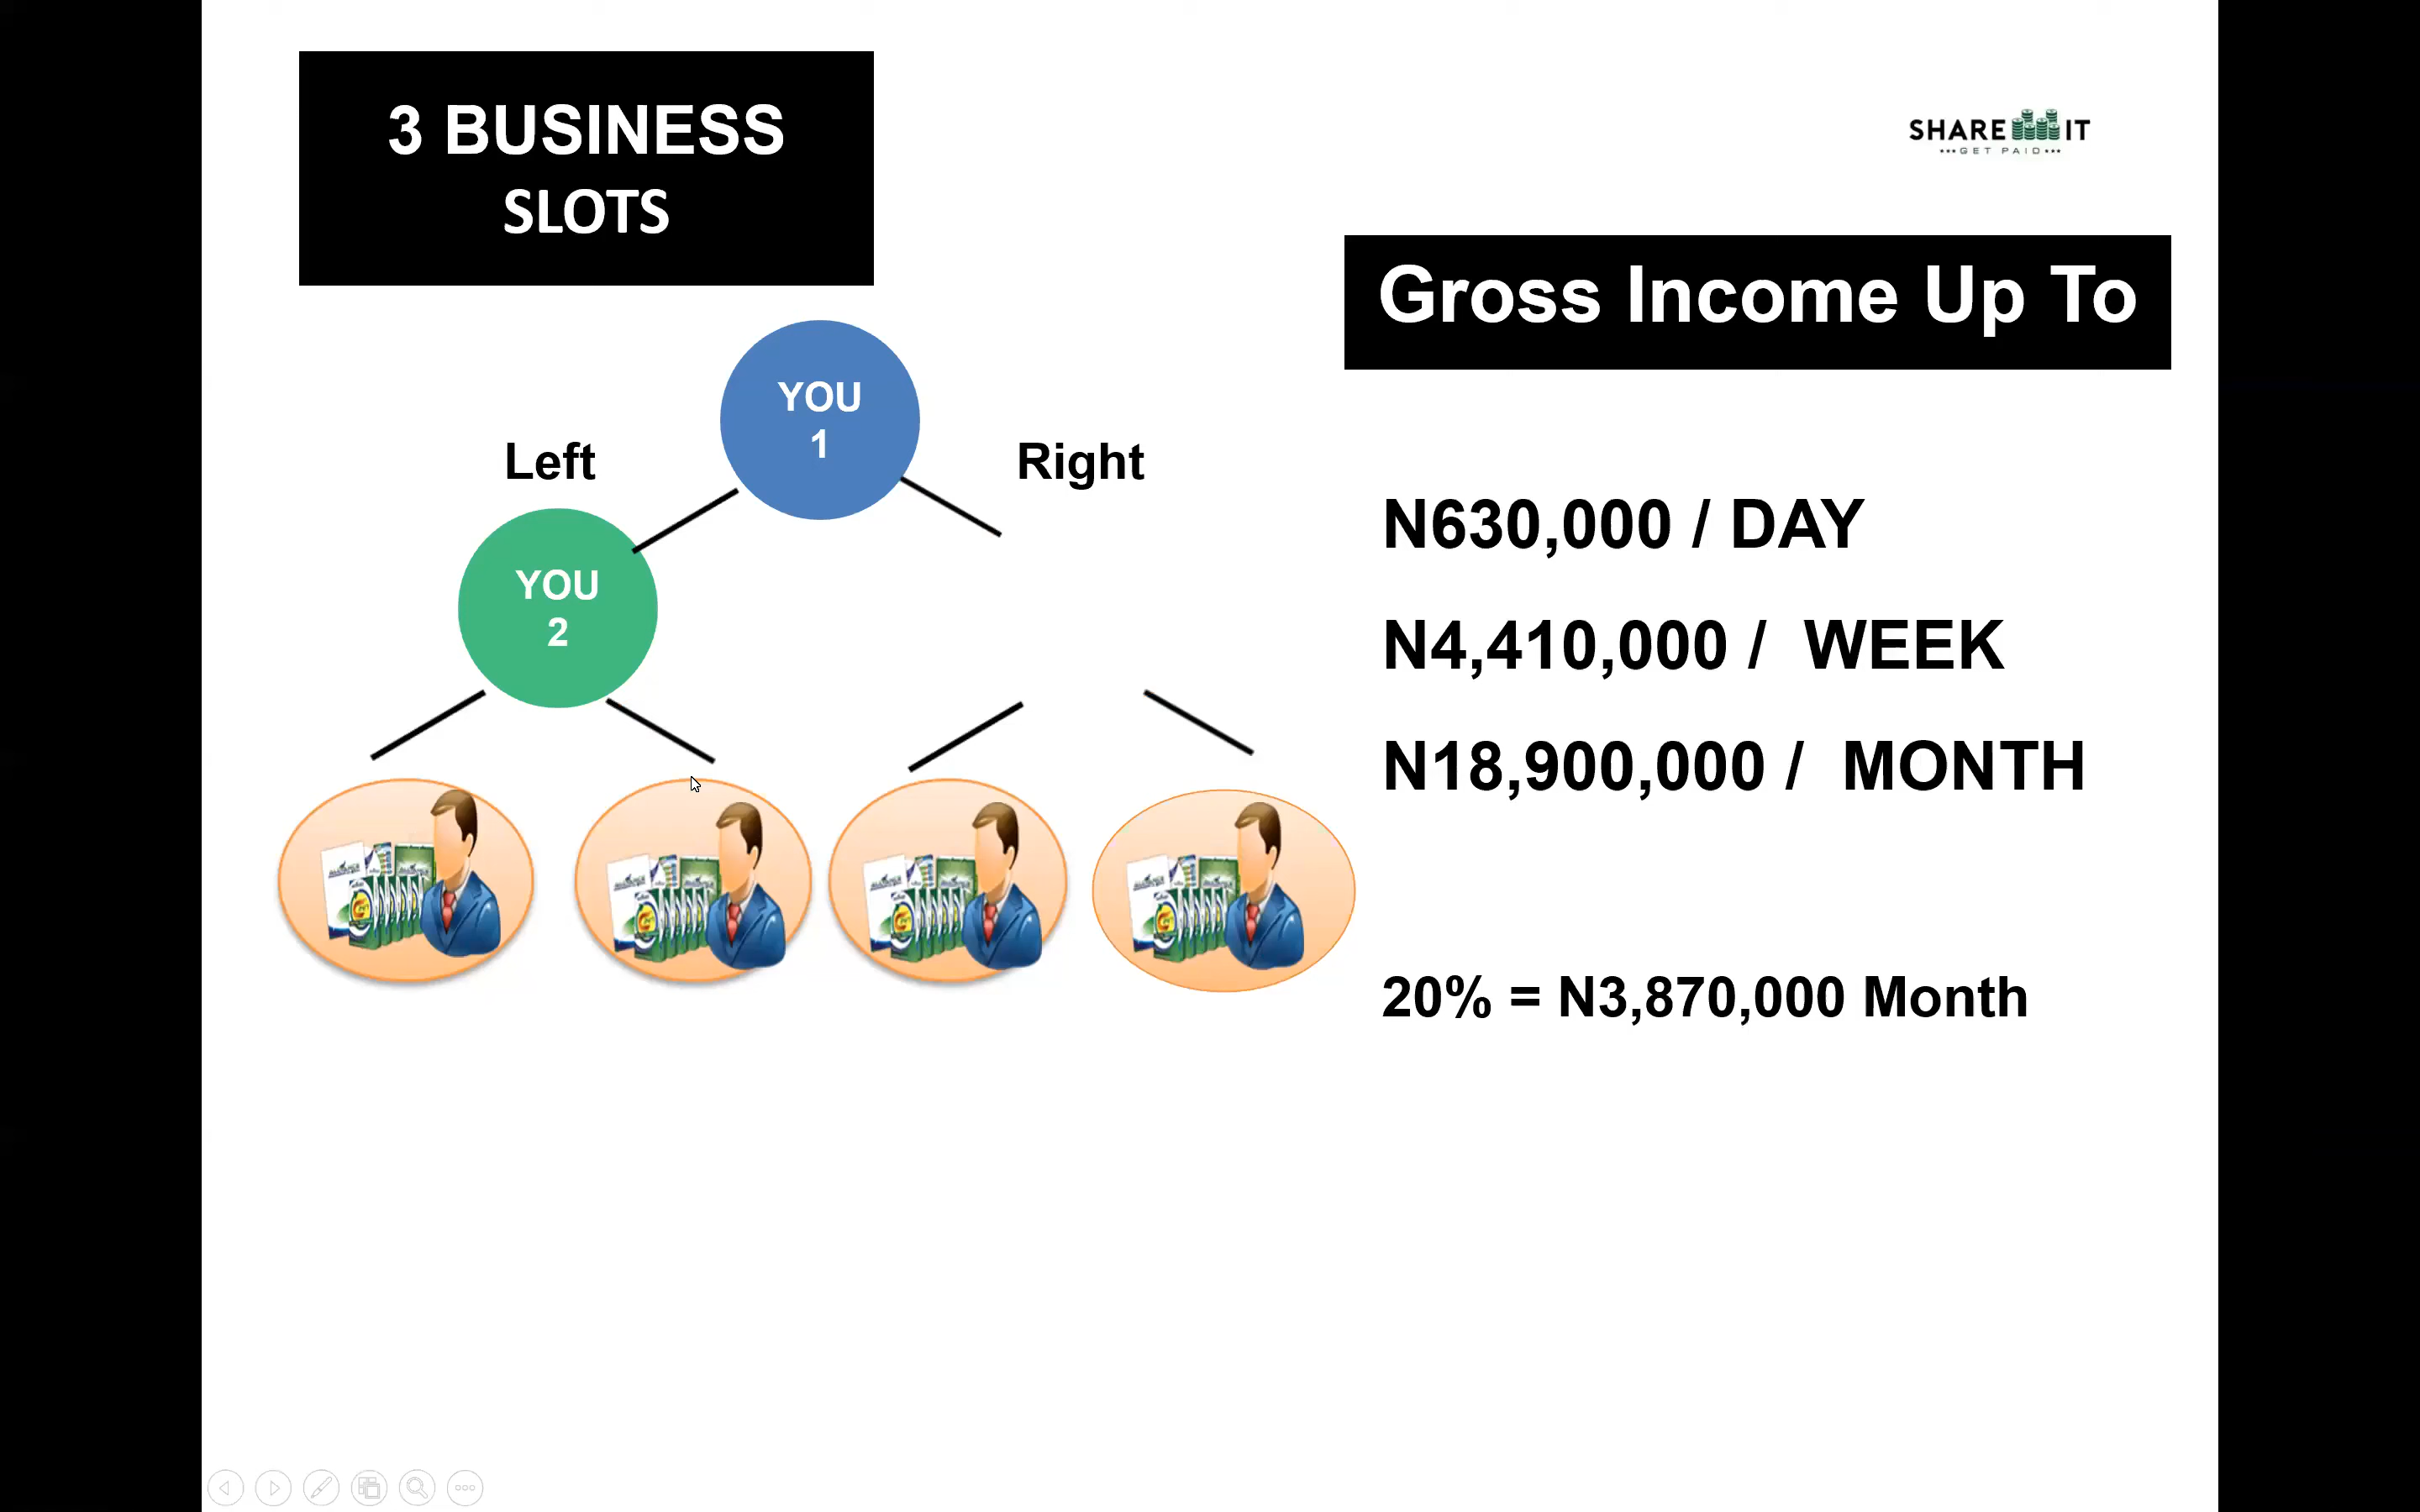 3 BUSINESS
SLOTS
SHARE IT
•••GET PAID•••
Gross Income Up To
YOU
1
Left
Right
YOU
2
N630,000 / DAY
N4,410,000 / WEEK
N18,900,000 / MONTH
20% = N3,870,000 Month